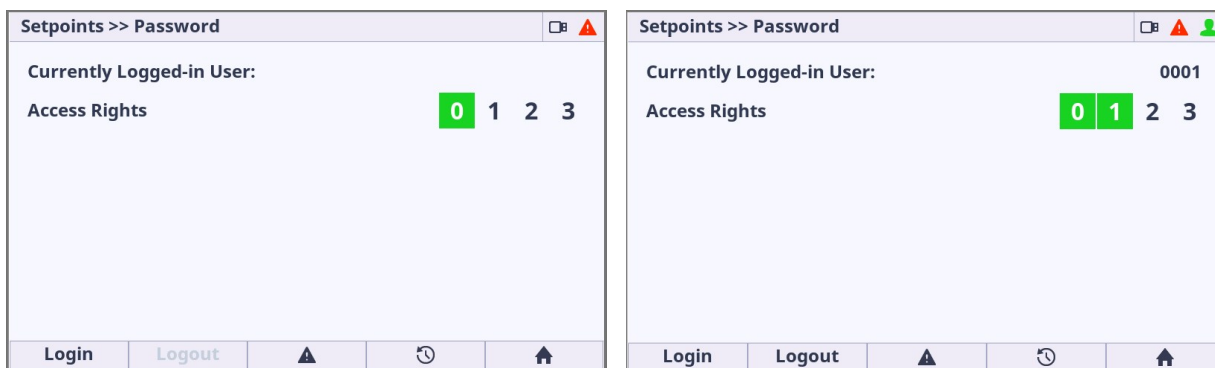 Setpoints >> Password
Currently Logged-in User:
Access Rights 0 1 2 3
Login Logout
Setpoints >> Password
Currently Logged-in User: 0001
Access Rights 0 1 2 3
Login Logout